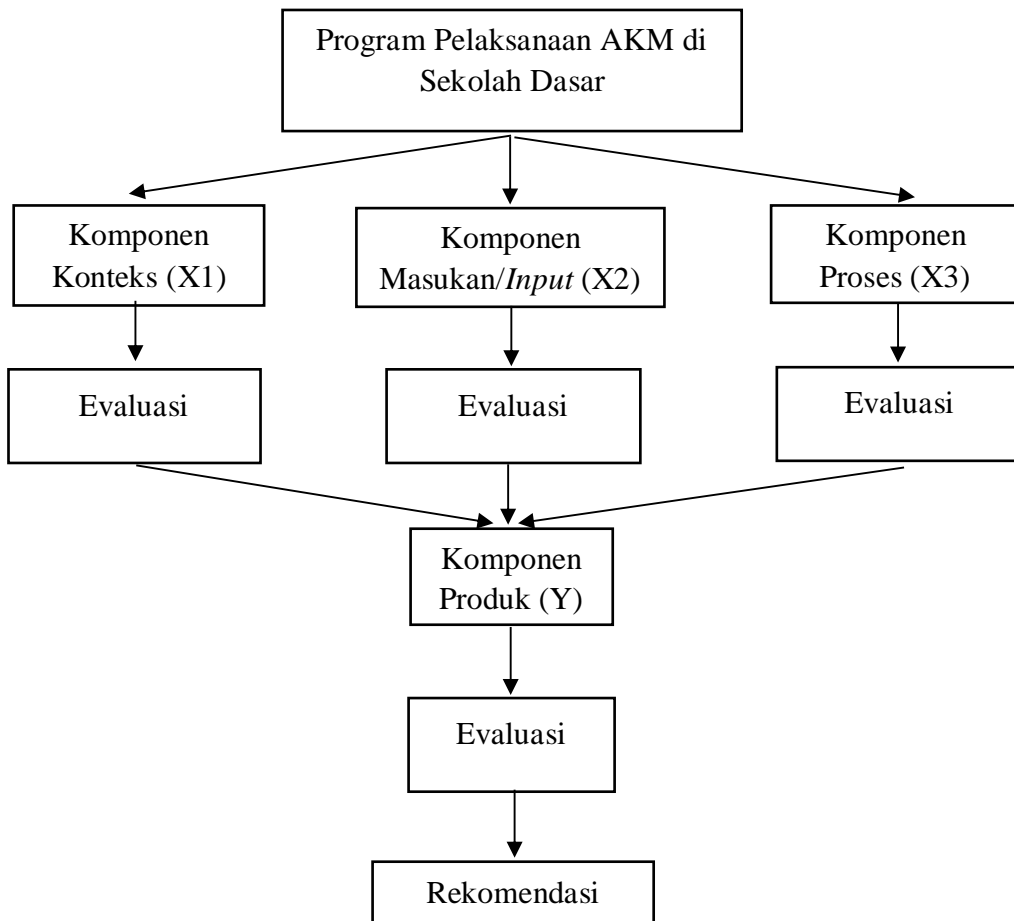 Program Pelaksanaan AKM di
Sekolah Dasar
Komponen
Konteks (X1)
Komponen
Masukan/Input (X2)
Komponen
Proses (X3)
Evaluasi
Evaluasi
Evaluasi
Komponen
Produk (Y)
Evaluasi
Rekomendasi